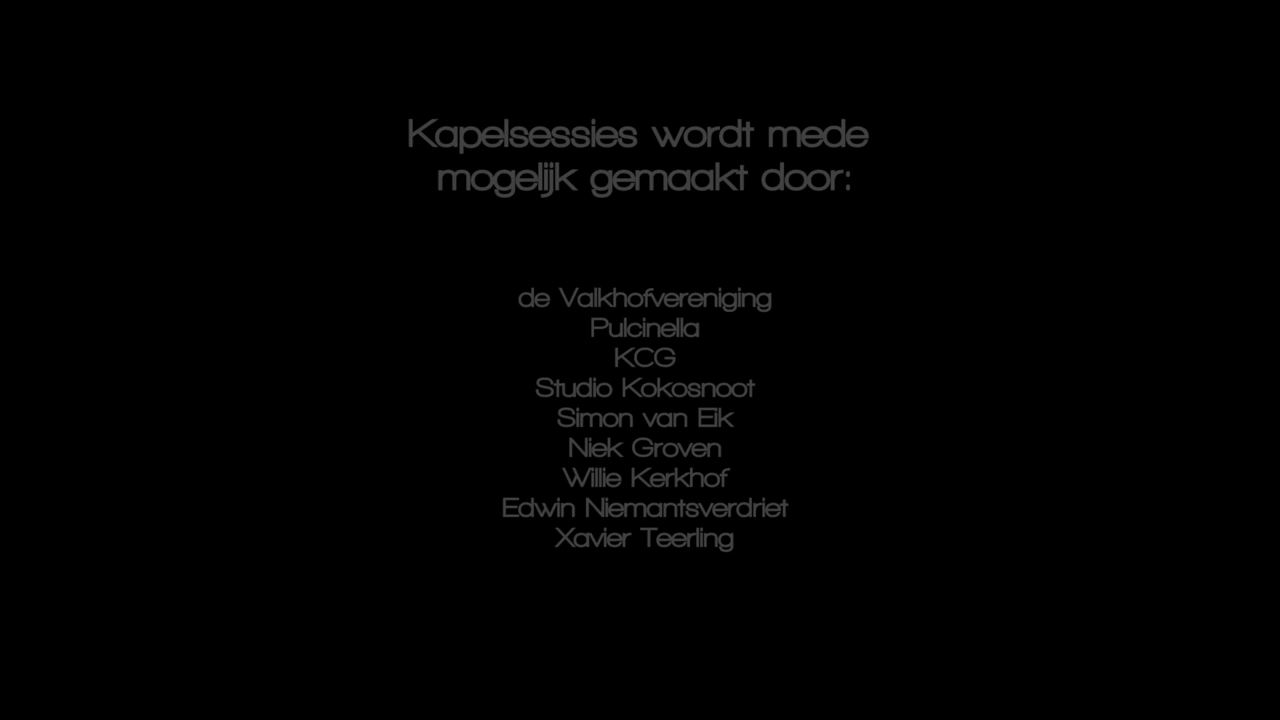 Kapelsessies wordt mede
mogelijk gemaakt door:
de Valkhofvereniging
Pulcinella
KCG
Studio Kokosnoot
Simon van Eik
Niek Groven
Willie Kerkhof
Edwin Niemantsverdriet
Xavier Teerling